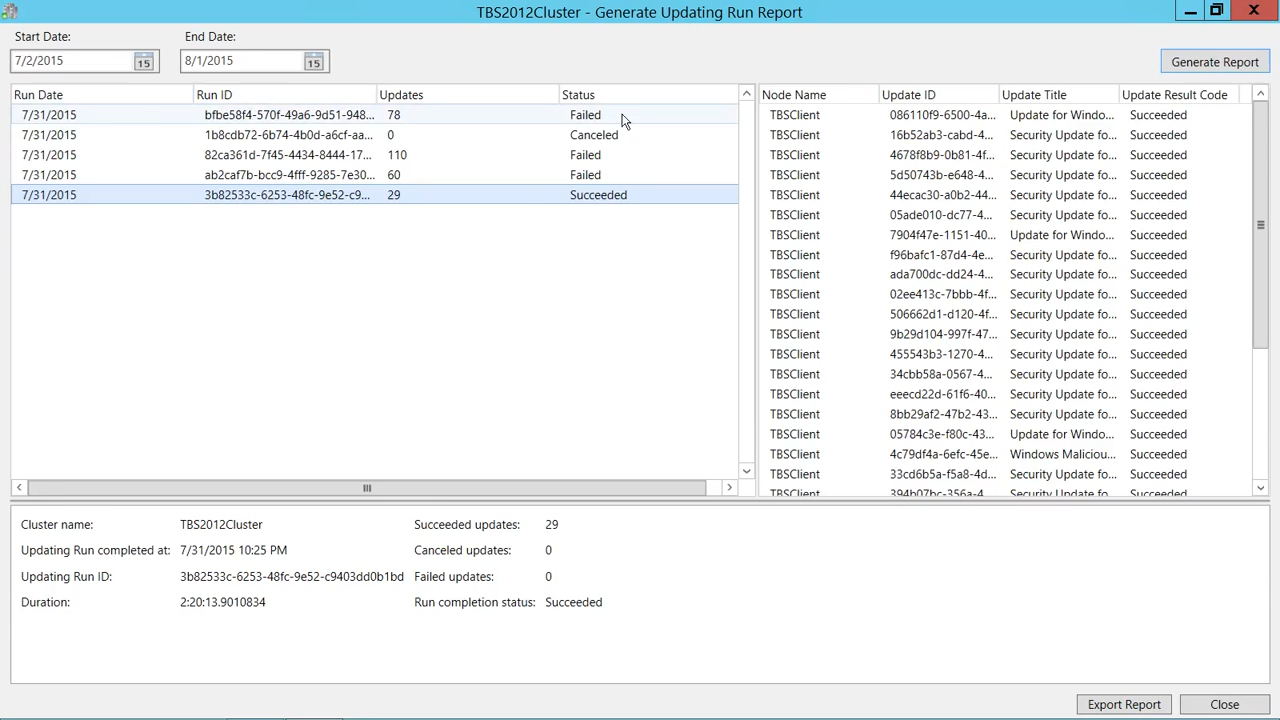 TBS2012Cluster - Generate Updating Run Report
Start Date: End Date:
7/2/2015 15 8/1/2015 15
Generate Report
Run Date Run ID Updates Status
7/31/2015 bfbe58f4-570f-49a6-9d51-948... 78 Failed
7/31/2015 1b8cdb72-6b74-4b0d-a6cf-aa... 0 Canceled
7/31/2015 82ca361d-7f45-4434-8444-17... 110 Failed
7/31/2015 ab2caf7b-bcc9-4fff-9285-7e30... 60 Failed
7/31/2015 3b82533c-6253-48fc-9e52-c9... 29 Succeeded
Node Name Update ID Update Title Update Result Code
TBSClient 086110f9-6500-4a... Update for Windo... Succeeded
TBSClient 16b52ab3-cabd-4... Security Update fo... Succeeded
TBSClient 4678f8b9-0b81-4f... Security Update fo... Succeeded
TBSClient 5d50743b-e648-4... Security Update fo... Succeeded
TBSClient 44ecac30-a0b2-44... Security Update fo... Succeeded
TBSClient 05ade010-dc77-4... Security Update fo... Succeeded
TBSClient 7904f47e-1151-40... Update for Windo... Succeeded
TBSClient f96bafc1-87d4-4e... Security Update fo... Succeeded
TBSClient ada700dc-dd24-4... Security Update fo... Succeeded
TBSClient 02ee413c-7bbb-4f... Security Update fo... Succeeded
TBSClient 506662d1-d120-4f... Security Update fo... Succeeded
TBSClient 9b29d104-997f-47... Security Update fo... Succeeded
TBSClient 455543b3-1270-4... Security Update fo... Succeeded
TBSClient 34cbb58a-0567-4... Security Update fo... Succeeded
TBSClient eeecd22d-61f6-40... Security Update fo... Succeeded
TBSClient 8bb29af2-47b2-43... Security Update fo... Succeeded
TBSClient 05784c3e-f80c-43... Update for Windo... Succeeded
TBSClient 4c79df4a-6efc-45e... Windows Maliciou... Succeeded
TBSClient 33cd6b5a-f5a8-4d... Security Update fo... Succeeded
TBSClient 394b07bc-356a-4... Security Update fo... Succeeded
Cluster name: TBS2012Cluster Succeeded updates: 29
Updating Run completed at: 7/31/2015 10:25 PM Canceled updates: 0
Updating Run ID: 3b82533c-6253-48fc-9e52-c9403dd0b1bd Failed updates: 0
Duration: 2:20:13.9010834 Run completion status: Succeeded
Export Report Close